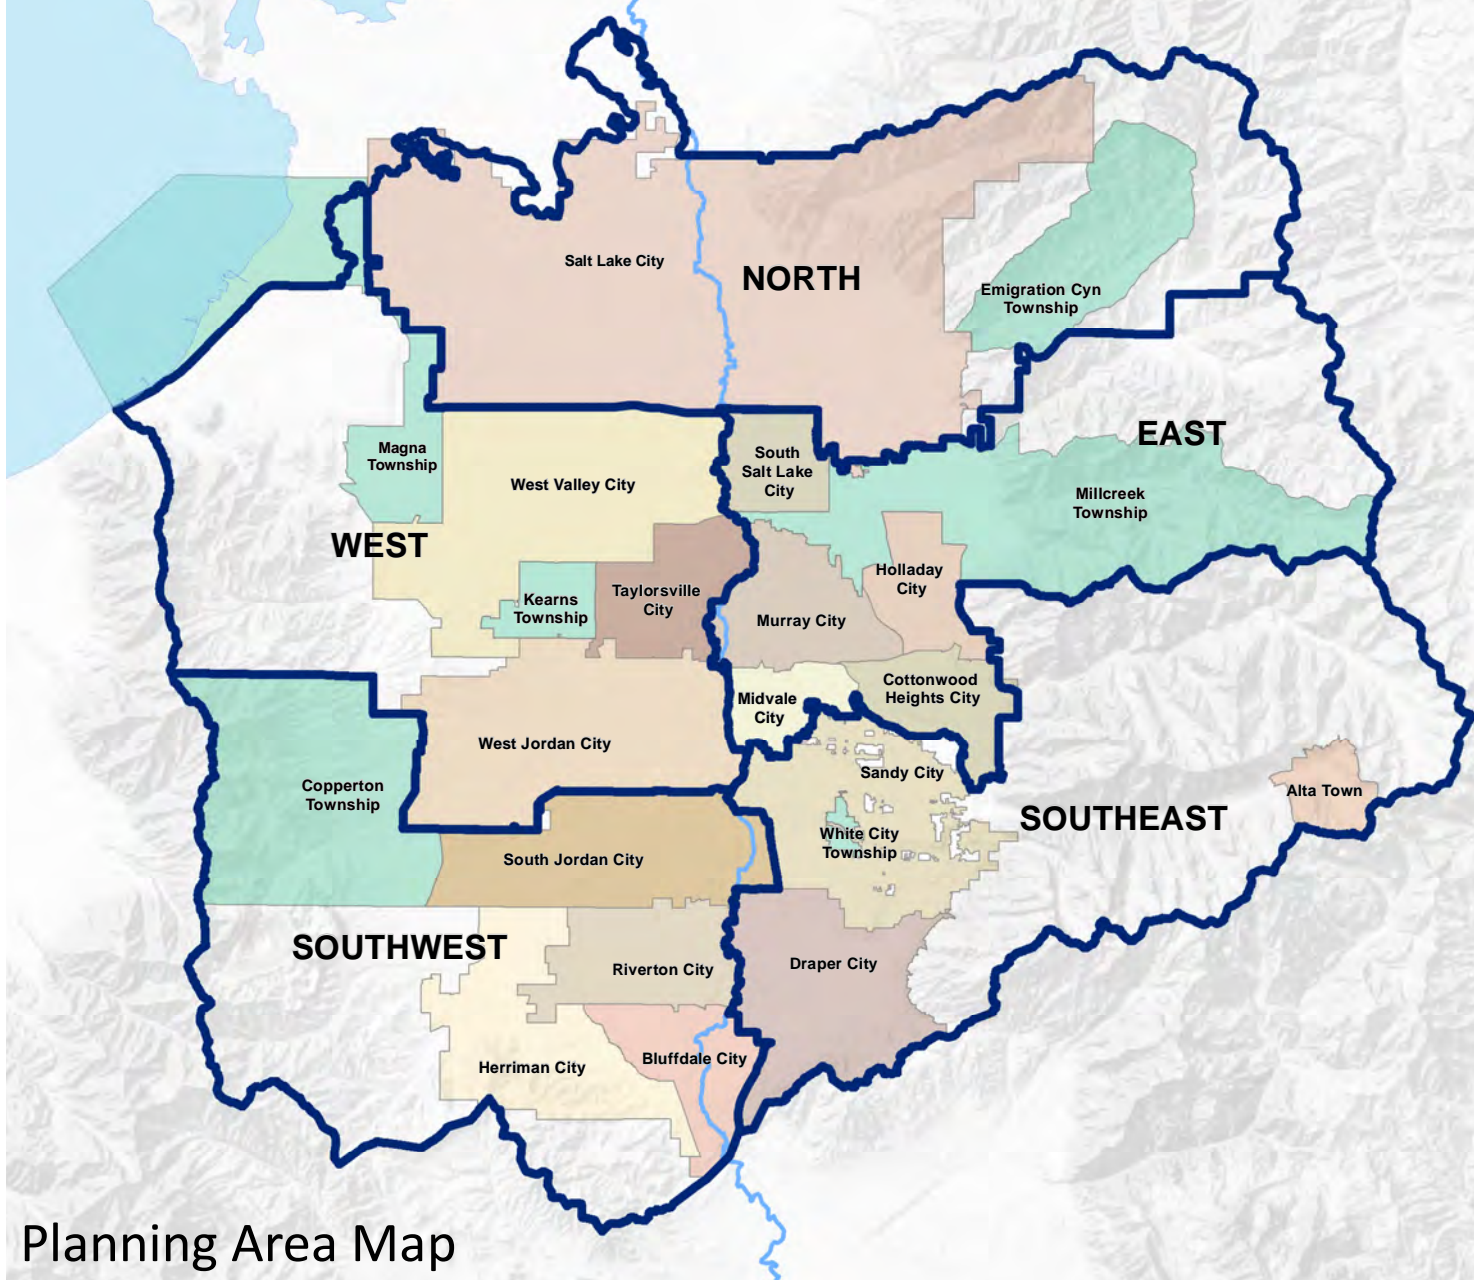 Salt Lake City
NORTH
Emigration Cyn
Township
EAST
Magna
Township
West Valley City
South
Salt Lake
City
Millcreek
Township
WEST
Kearns
Township
Taylorsville
City
Murray City
Holladay
City
Midvale
City
Cottonwood
Heights City
West Jordan City
Copperton
Township
Sandy City
Alta Town
SOUTHEAST
White City
Township
South Jordan City
SOUTHWEST
Riverton City
Draper City
Herriman City
Bluffdale City
Planning Area Map